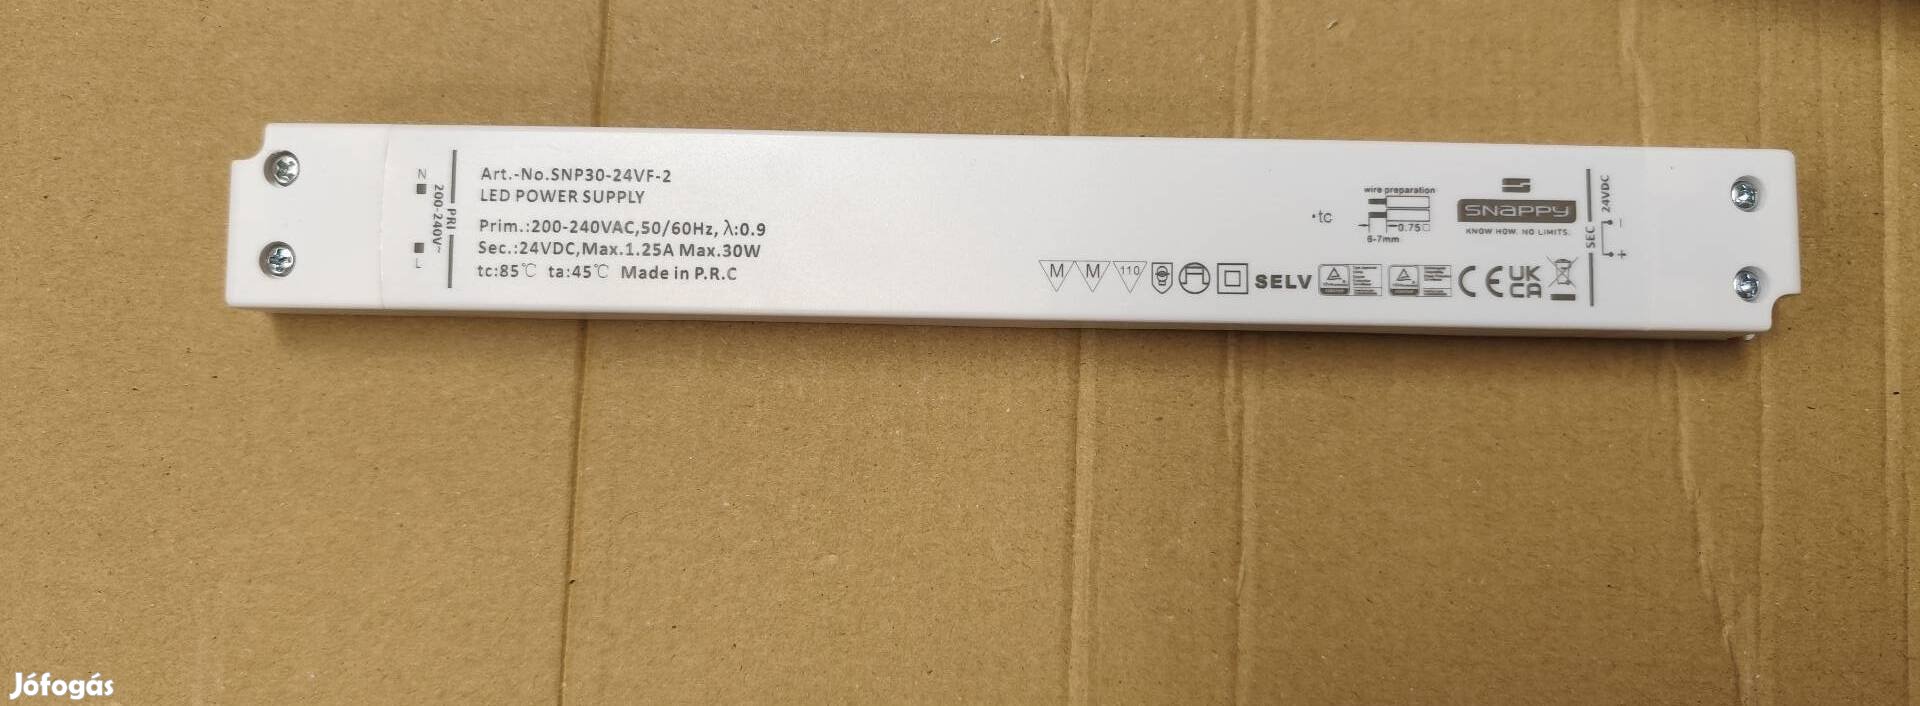 N
L
200-240V~
PRI
Art.-No.SNP30-24VF-2
LED POWER SUPPLY
Prim.:200-240VAC,50/60Hz, λ:0.9
Sec.:24VDC,Max.1.25A Max.30W
tc:85℃ ta:45℃ Made in P.R.C
•tc
wire preparation
0.75□
6-7mm
SNAPPY
KNOW HOW. NO LIMITS.
M M 110 SELV CE UK CA
SEC
24VDC
−
+
Jófogás